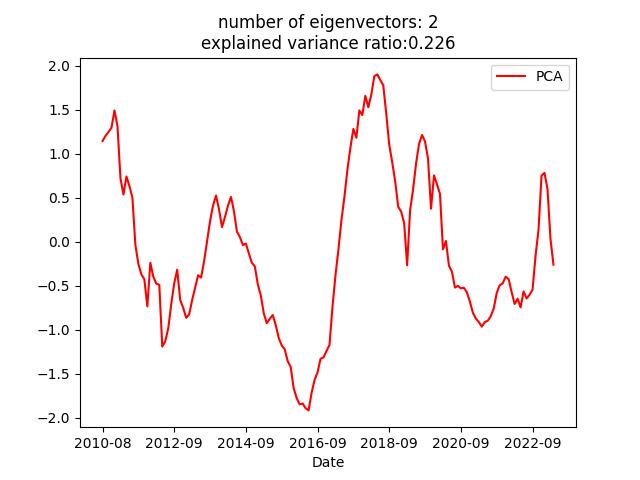 number of eigenvectors: 2
explained variance ratio:0.226
PCA
2.0
1.5
1.0
0.5
0.0
−0.5
−1.0
−1.5
−2.0
2010-08 2012-09 2014-09 2016-09 2018-09 2020-09 2022-09
Date